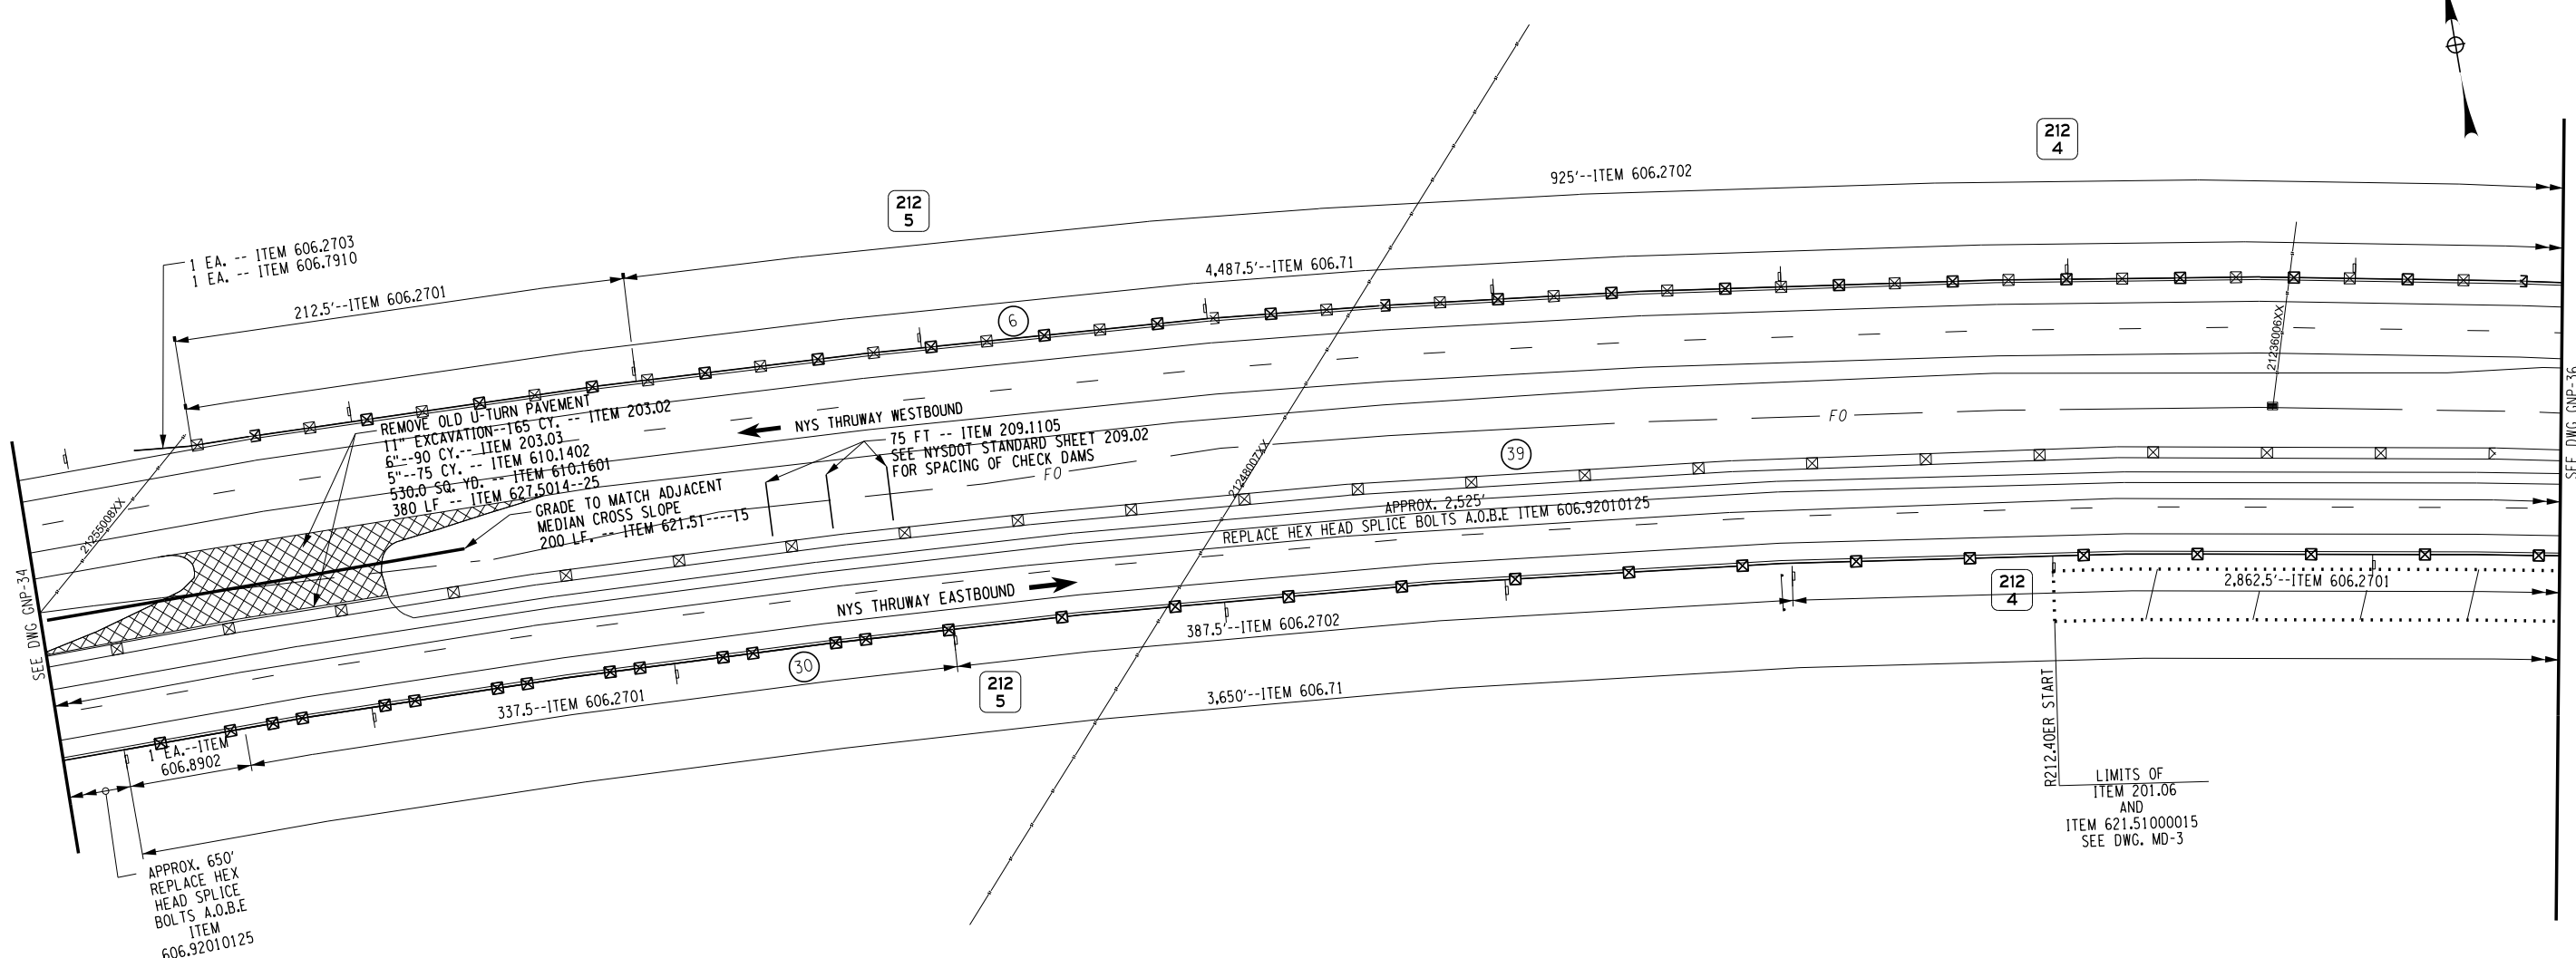 212
4
925'--ITEM 606.2702
212
5
1 EA. -- ITEM 606.2703
1 EA. -- ITEM 606.7910
4,487.5'--ITEM 606.71
212.5'--ITEM 606.2701
6
21236006XX
REMOVE OLD U-TURN PAVEMENT
11" EXCAVATION--165 CY. -- ITEM 203.02
6"--90 CY.-- ITEM 203.03
5"--75 CY. -- ITEM 610.1402
530.0 SQ. YD. -- ITEM 610.1601
380 LF -- ITEM 627.5014--25
NYS THRUWAY WESTBOUND
75 FT -- ITEM 209.1105
SEE NYSDOT STANDARD SHEET 209.02
FOR SPACING OF CHECK DAMS
FO
FO
39
SEE DWG GNP-36
21248007XX
21255008XX
GRADE TO MATCH ADJACENT
MEDIAN CROSS SLOPE
200 LF. -- ITEM 621.51----15
APPROX. 2,525'
REPLACE HEX HEAD SPLICE BOLTS A.O.B.E ITEM 606.92010125
SEE DWG GNP-34
NYS THRUWAY EASTBOUND
212
4
2,862.5'--ITEM 606.2701
387.5'--ITEM 606.2702
30
212
5
337.5--ITEM 606.2701
3,650'--ITEM 606.71
1 EA.--ITEM
606.8902
R212.40ER START
LIMITS OF
ITEM 201.06
AND
ITEM 621.51000015
SEE DWG. MD-3
APPROX. 650'
REPLACE HEX
HEAD SPLICE
BOLTS A.O.B.E
ITEM
606.92010125